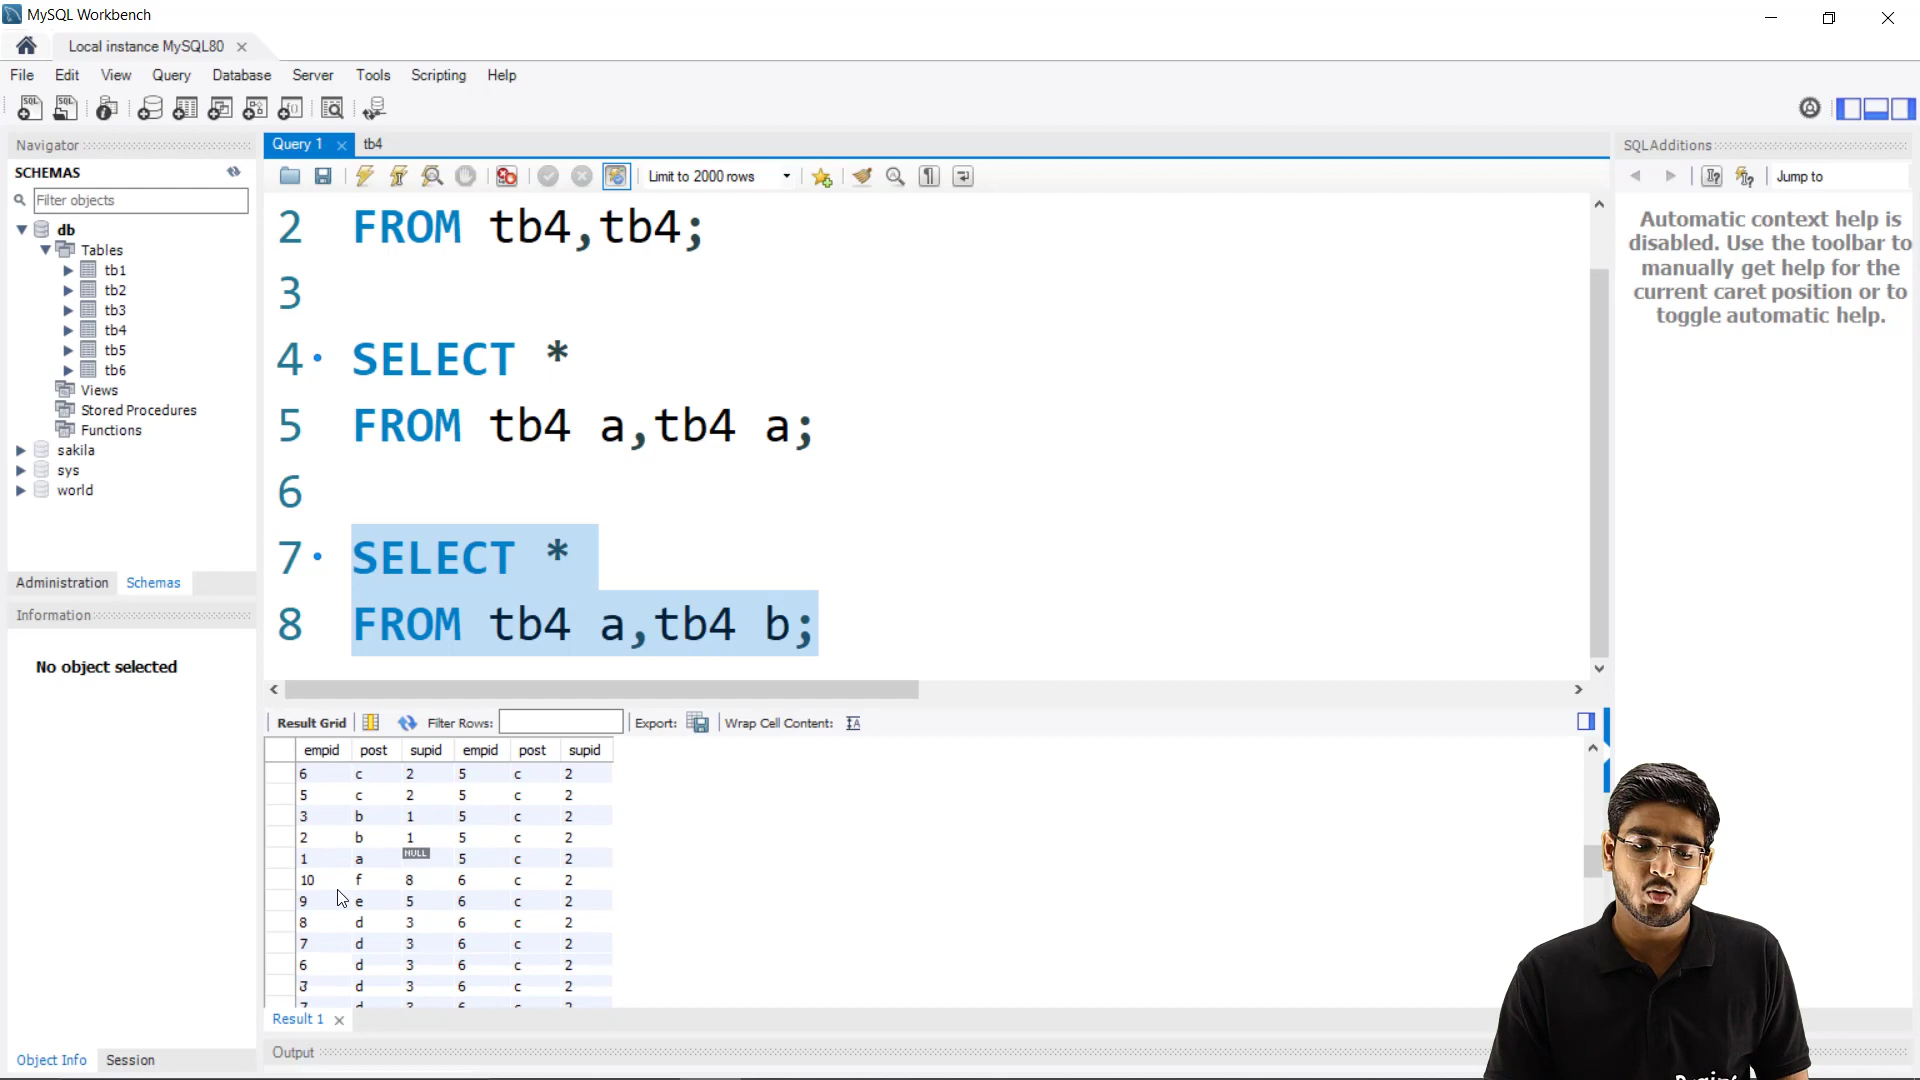 MySQL Workbench
Local instance MySQL80
File Edit View Query Database Server Tools Scripting Help
Navigator
SCHEMAS
Filter objects
db
Tables
tb1
tb2
tb3
tb4
tb5
tb6
Views
Stored Procedures
Functions
sakila
sys
world
Administration Schemas
Information
No object selected
Object Info Session
Query 1 tb4
Limit to 2000 rows
2 FROM tb4,tb4;
3
4 SELECT *
5 FROM tb4 a,tb4 a;
6
7 SELECT *
8 FROM tb4 a,tb4 b;
Result Grid Filter Rows: Export: Wrap Cell Content:
empid post supid empid post supid
6 c 2 5 c 2
5 c 2 5 c 2
3 b 1 5 c 2
2 b 1 5 c 2
1 a NULL 5 c 2
10 f 8 6 c 2
9 e 5 6 c 2
8 d 3 6 c 2
7 d 3 6 c 2
6 d 3 6 c 2
d 3 6 c 2
7 d 3 6 c 2
Result 1
Output
SQLAdditions
Jump to
Automatic context help is
disabled. Use the toolbar to
manually get help for the
current caret position or to
toggle automatic help.